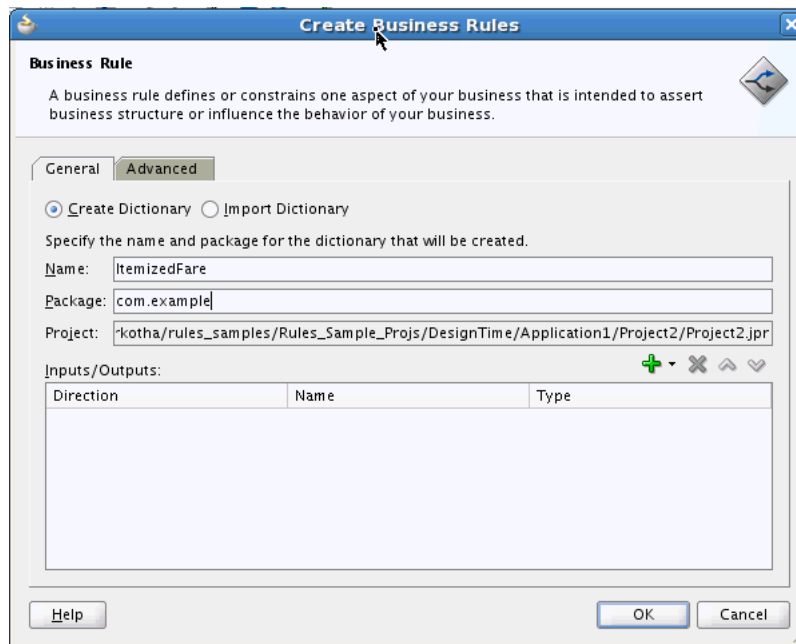 Create Business Rules
Business Rule
A business rule defines or constrains one aspect of your business that is intended to assert
business structure or influence the behavior of your business.
General Advanced
Create Dictionary Import Dictionary
Specify the name and package for the dictionary that will be created.
Name: ItemizedFare
Package: com.example
Project: rkotha/rules_samples/Rules_Sample_Projs/DesignTime/Application1/Project2/Project2.jpr
Inputs/Outputs:
Direction Name Type
Help OK Cancel